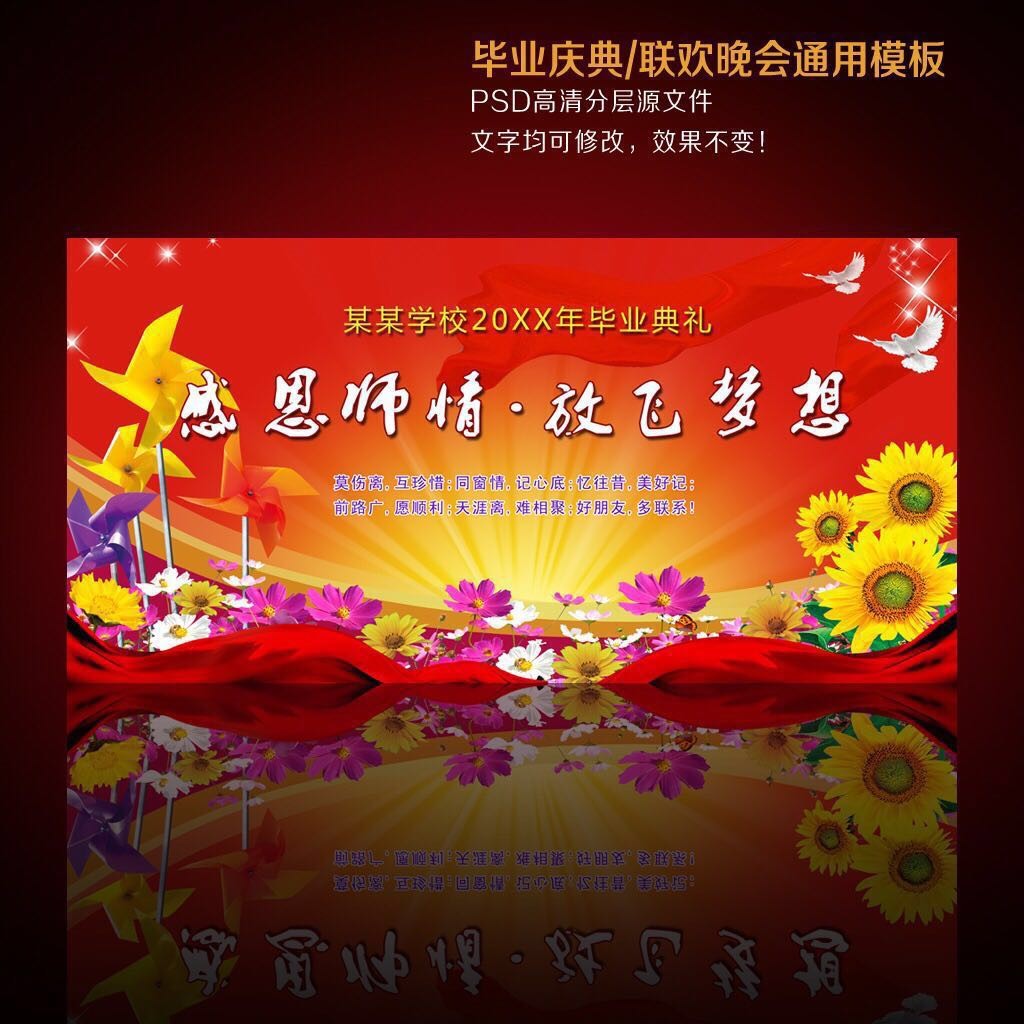 毕业庆典/联欢晚会通用模板
PSD高清分层源文件
文字均可修改，效果不变！
某某学校20XX年毕业典礼
感恩师情·放飞梦想
莫伤离,互珍惜;同窗情,记心底;忆往昔,美好记;
前路广,愿顺利;天涯离,难相聚;好朋友,多联系!